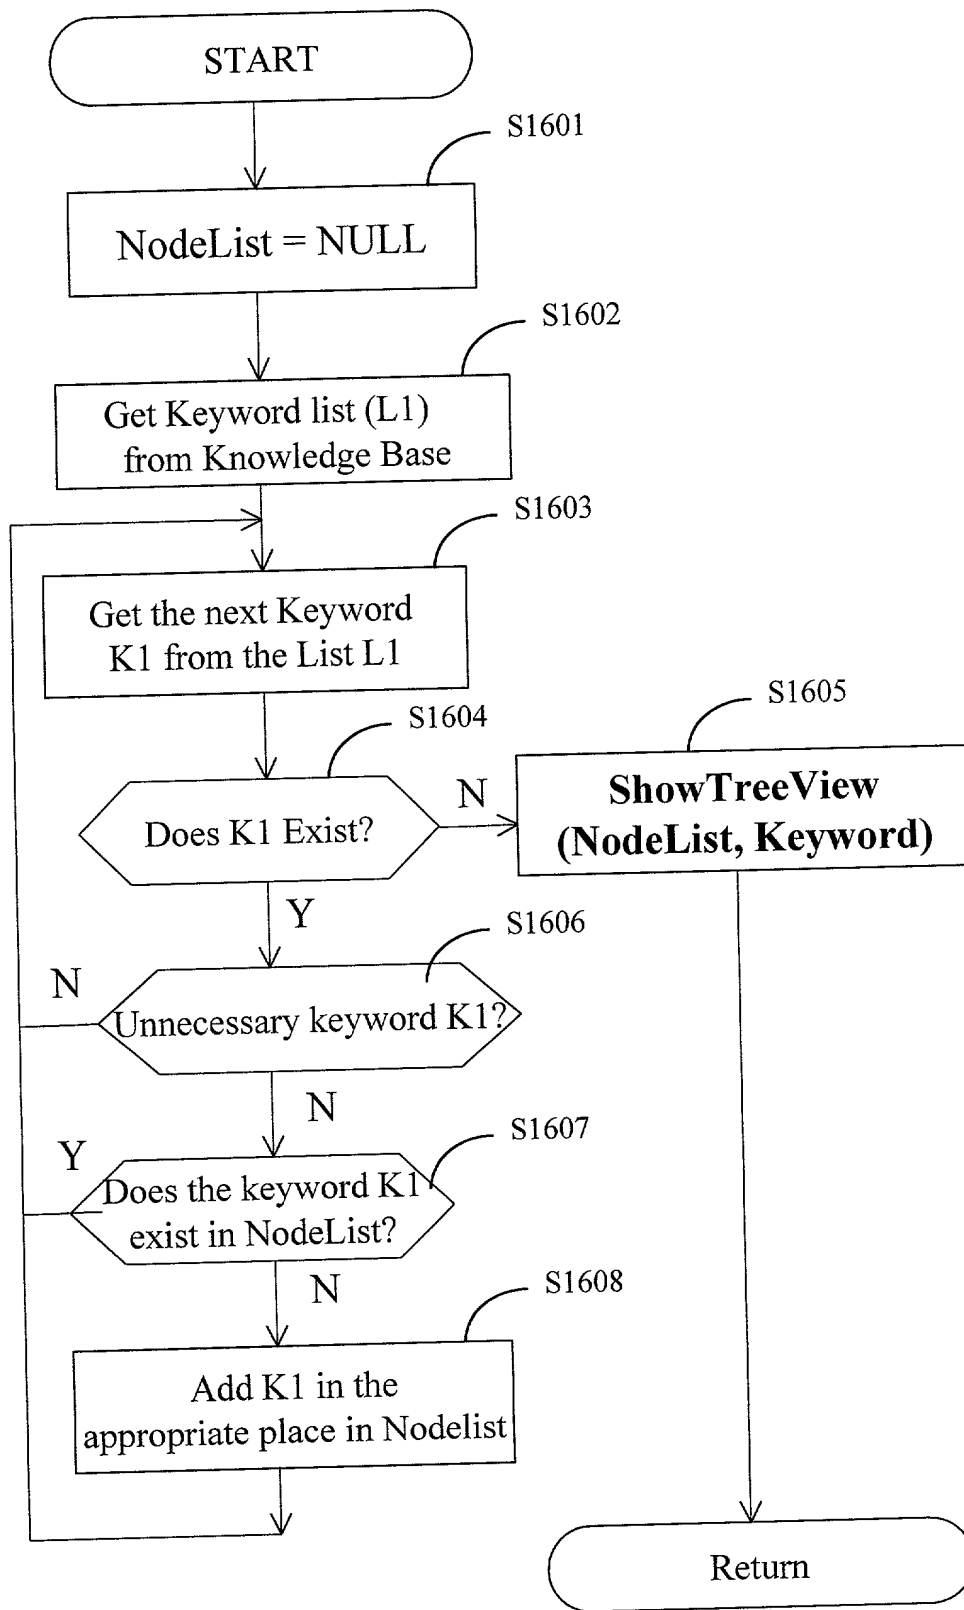 START
S1601
NodeList = NULL
S1602
Get Keyword list (L1)
from Knowledge Base
S1603
Get the next Keyword
K1 from the List L1
S1604
S1605
Does K1 Exist?
N
ShowTreeView
(NodeList, Keyword)
Y
S1606
N
Unnecessary keyword K1?
N
S1607
Y
Does the keyword K1
exist in NodeList?
N
S1608
Add K1 in the
appropriate place in Nodelist
Return